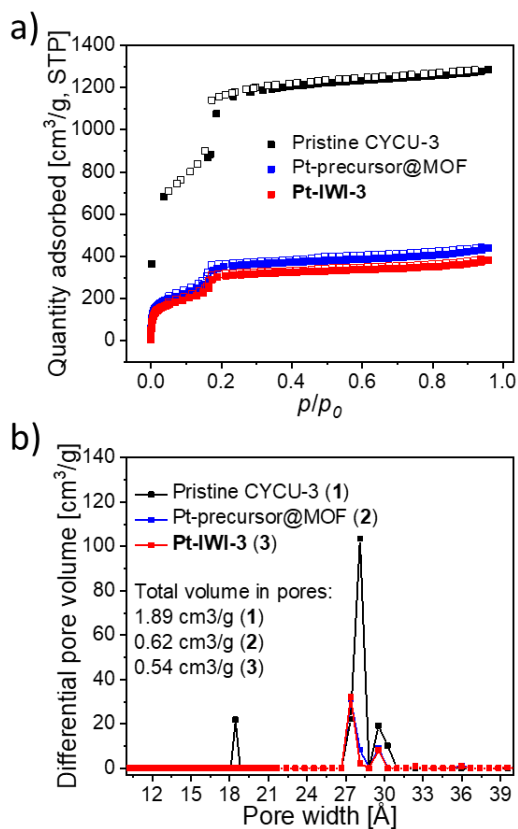 a)
1400
1200
1000
800
600
400
200
0
Quantity adsorbed [cm³/g, STP]
Pristine CYCU-3
Pt-precursor@MOF
Pt-IWI-3
0.0 0.2 0.4 0.6 0.8 1.0
p/p₀
b)
140
120
100
80
60
40
20
0
Differential pore volume [cm³/g]
Pristine CYCU-3 (1)
Pt-precursor@MOF (2)
Pt-IWI-3 (3)
Total volume in pores:
1.89 cm3/g (1)
0.62 cm3/g (2)
0.54 cm3/g (3)
12 15 18 21 24 27 30 33 36 39
Pore width [Å]